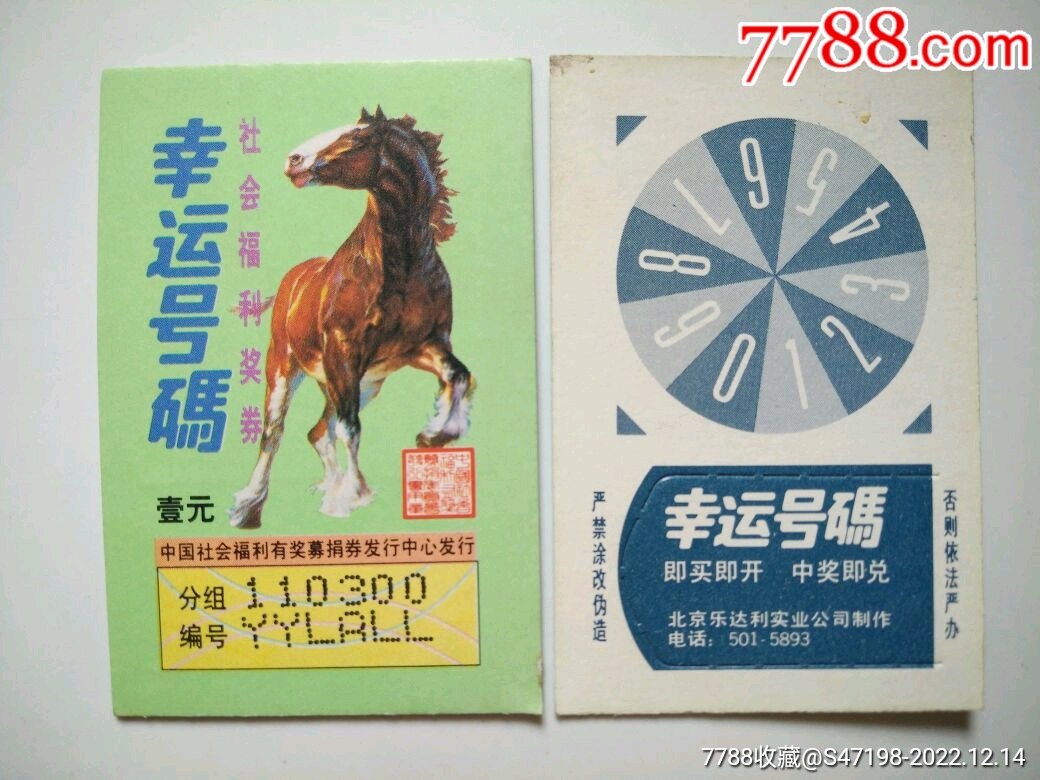 7788.com
幸运号碼
社会福利奖券
壹元
中国社会福利有奖募捐券发行中心发行
分组 110300
编号 YYLALL
6
5
4
3
2
1
0
9
8
7
严禁涂改伪造
幸运号碼
即买即开 中奖即兑
北京乐达利实业公司制作
电话: 501-5893
否则依法严办
7788收藏@S47198-2022.12.14